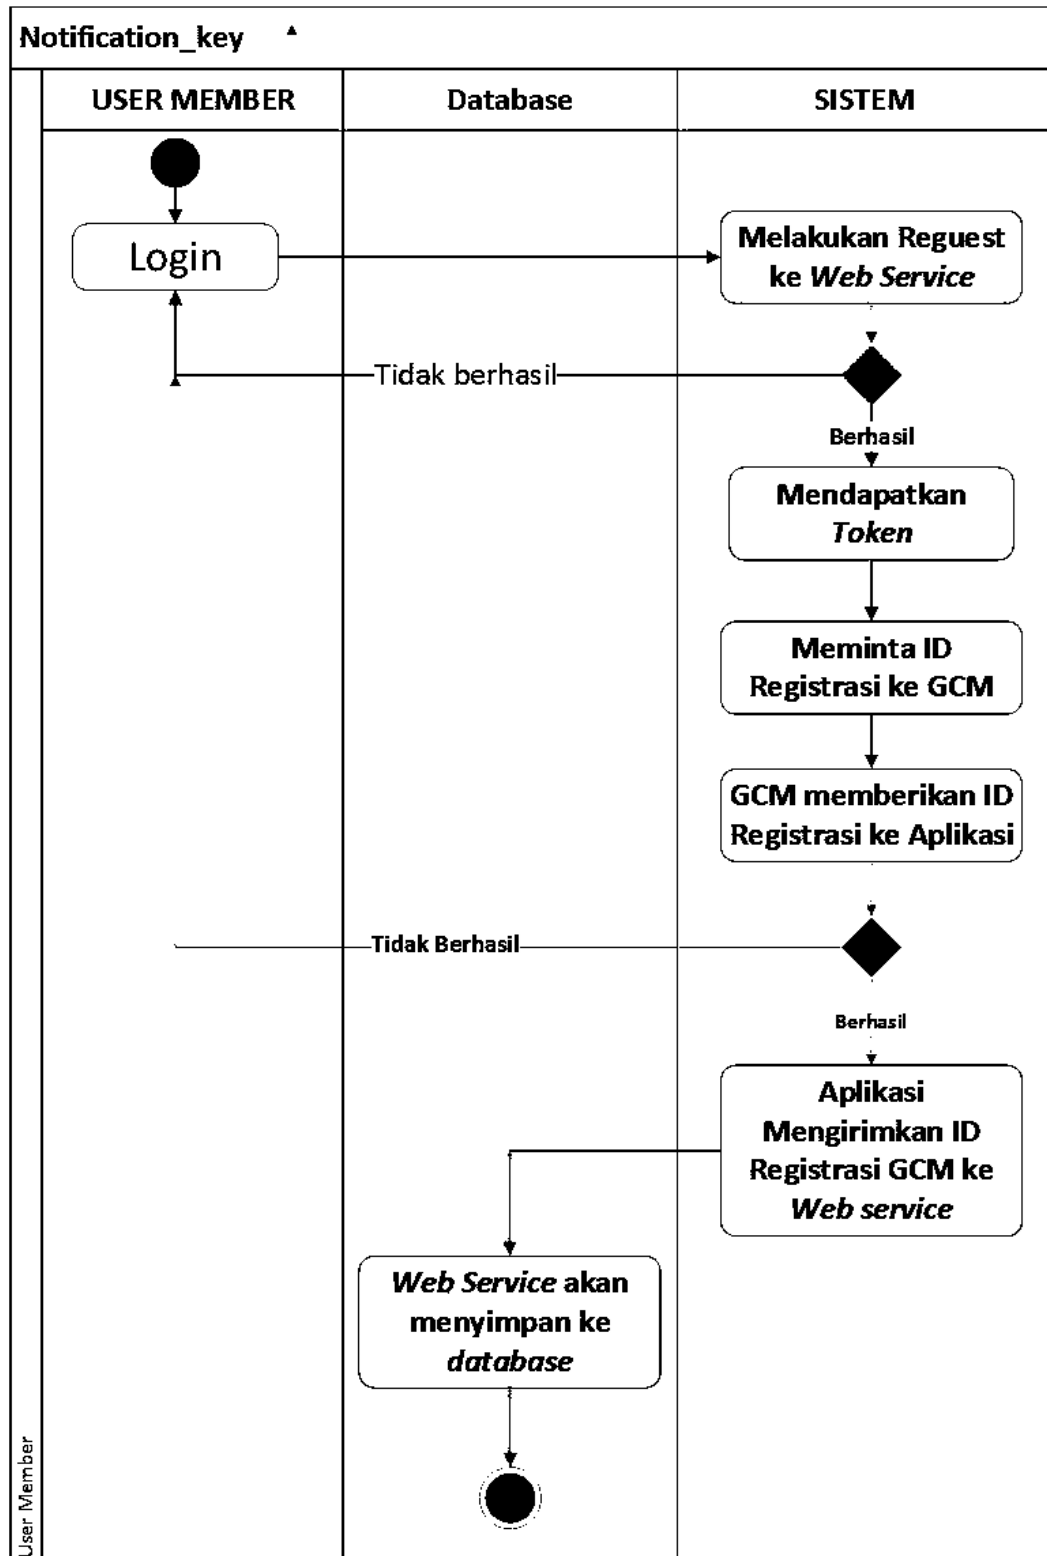 Notification_key
USER MEMBER
Database
SISTEM
Login
Melakukan Reguest
ke Web Service
Tidak berhasil
Berhasil
Mendapatkan
Token
Meminta ID
Registrasi ke GCM
GCM memberikan ID
Registrasi ke Aplikasi
Tidak Berhasil
Berhasil
Aplikasi
Mengirimkan ID
Registrasi GCM ke
Web service
Web Service akan
menyimpan ke
database
User Member